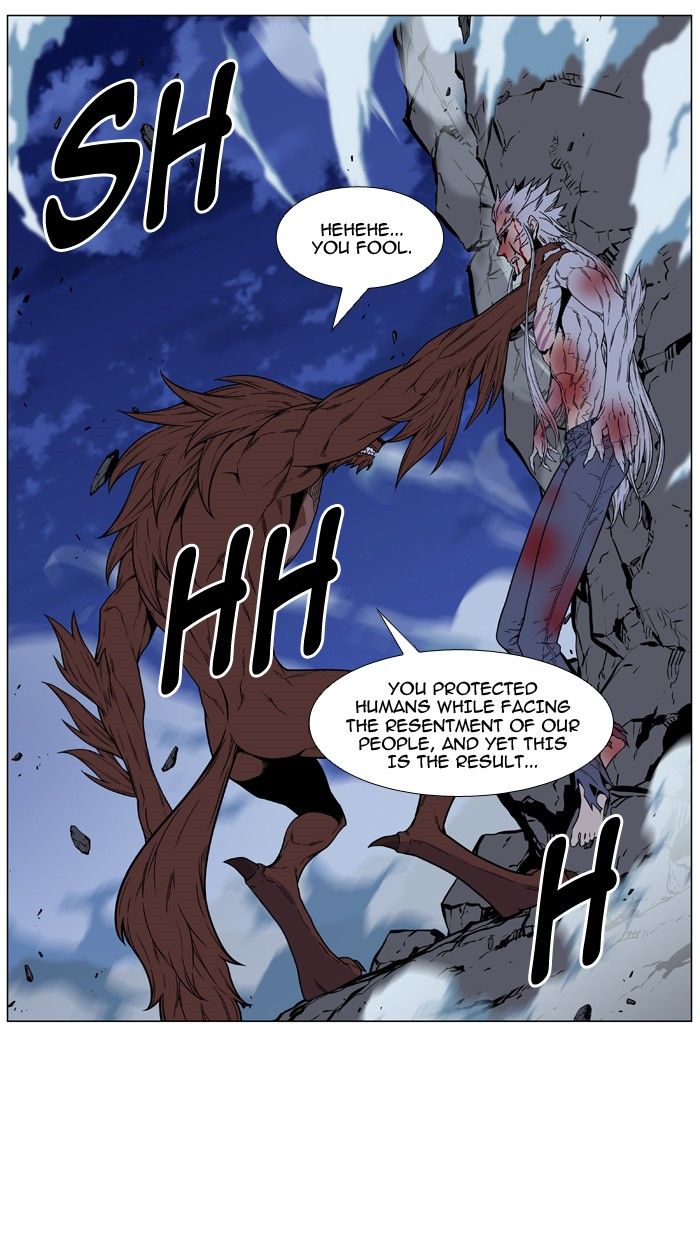 SH
HEHEHE...
YOU FOOL.
HH
YOU PROTECTED
HUMANS WHILE FACING
THE RESENTMENT OF OUR
PEOPLE, AND YET THIS
IS THE RESULT...
H